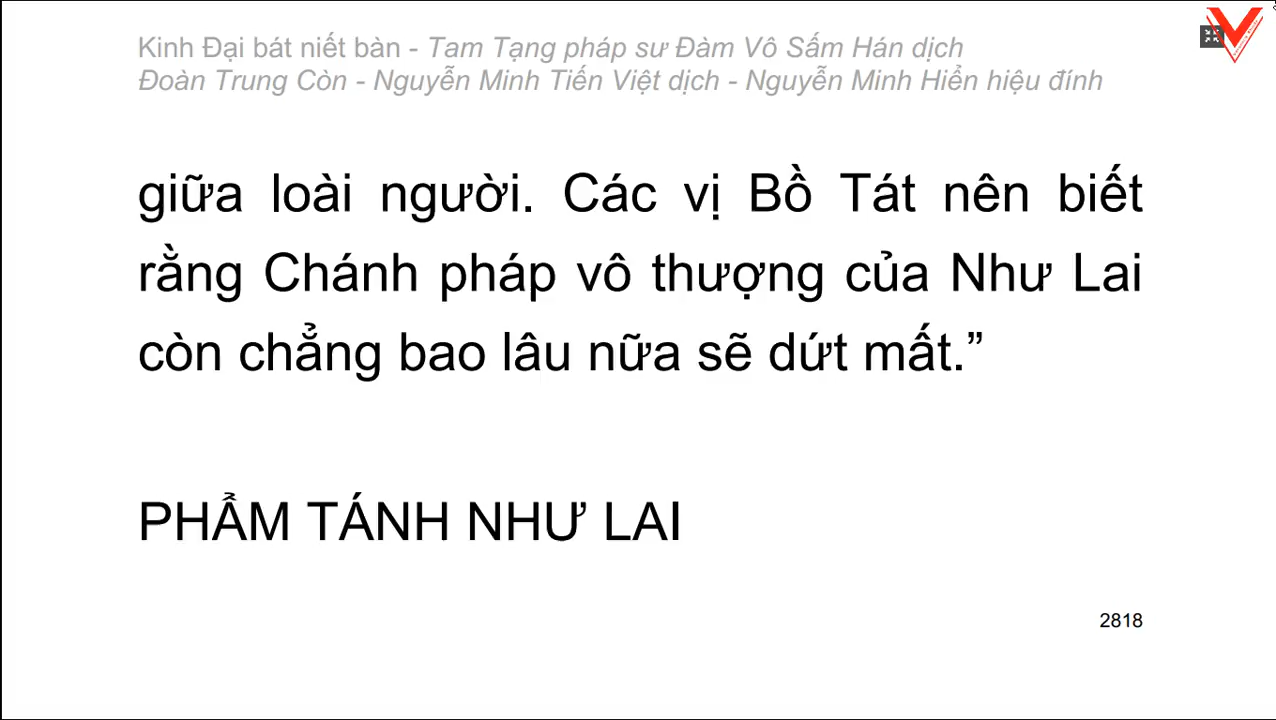 Kinh Đại bát niết bàn - Tam Tạng pháp sư Đàm Vô Sấm Hán dịch
Đoàn Trung Còn - Nguyễn Minh Tiến Việt dịch - Nguyễn Minh Hiển hiệu đính
giữa loài người. Các vị Bồ Tát nên biết
rằng Chánh pháp vô thượng của Như Lai
còn chẳng bao lâu nữa sẽ dứt mất.”
PHẨM TÁNH NHƯ LAI
2818